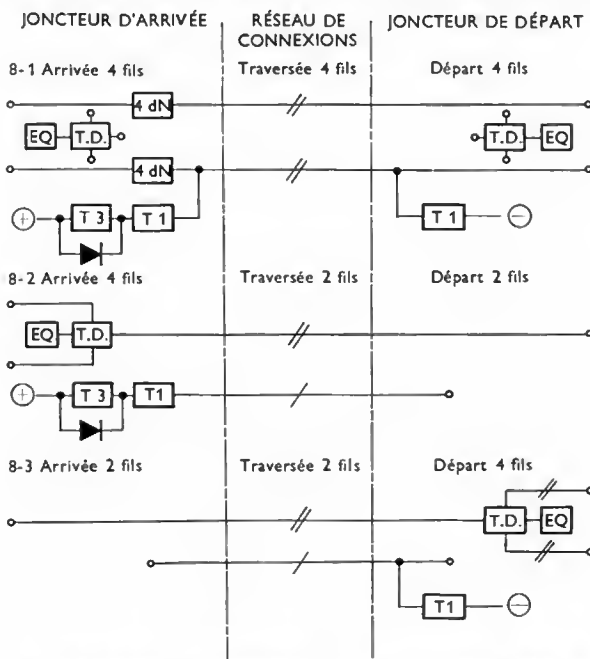 JONCTEUR D'ARRIVÉE
RÉSEAU DE CONNEXIONS
JONCTEUR DE DÉPART
8-1 Arrivée 4 fils
Traversée 4 fils
Départ 4 fils
4 dN
EQ
T.D.
T.D.
EQ
4 dN
+
T 3
T 1
T 1
−
8-2 Arrivée 4 fils
Traversée 2 fils
Départ 2 fils
EQ
T.D.
+
T 3
T1
8-3 Arrivée 2 fils
Traversée 2 fils
Départ 4 fils
T.D.
EQ
T1
−